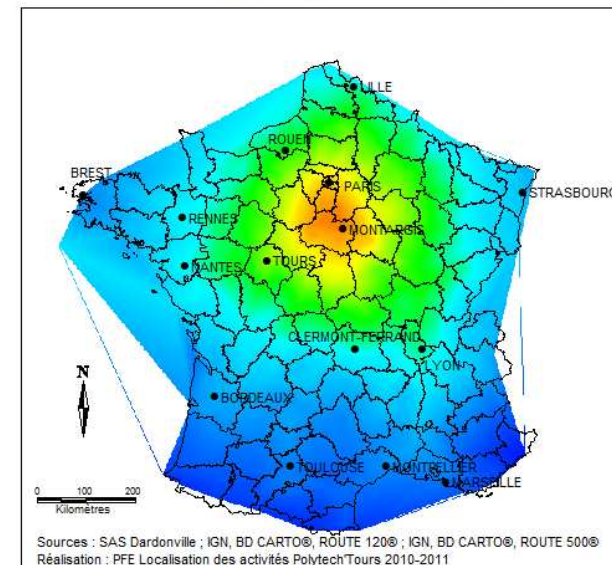 LILLE
ROUEN
BREST
PARIS
STRASBOURG
RENNES
MONTARGIS
TOURS
NANTES
CLERMONT-FERRAND
LYON
N
BORDEAUX
TOULOUSE
MONTPELLIER
MARSEILLE
0 100 200
Kilomètres
Sources : SAS Dardonville ; IGN, BD CARTO®, ROUTE 120® ; IGN, BD CARTO®, ROUTE 500®
Réalisation : PFE Localisation des activités Polytech'Tours 2010-2011